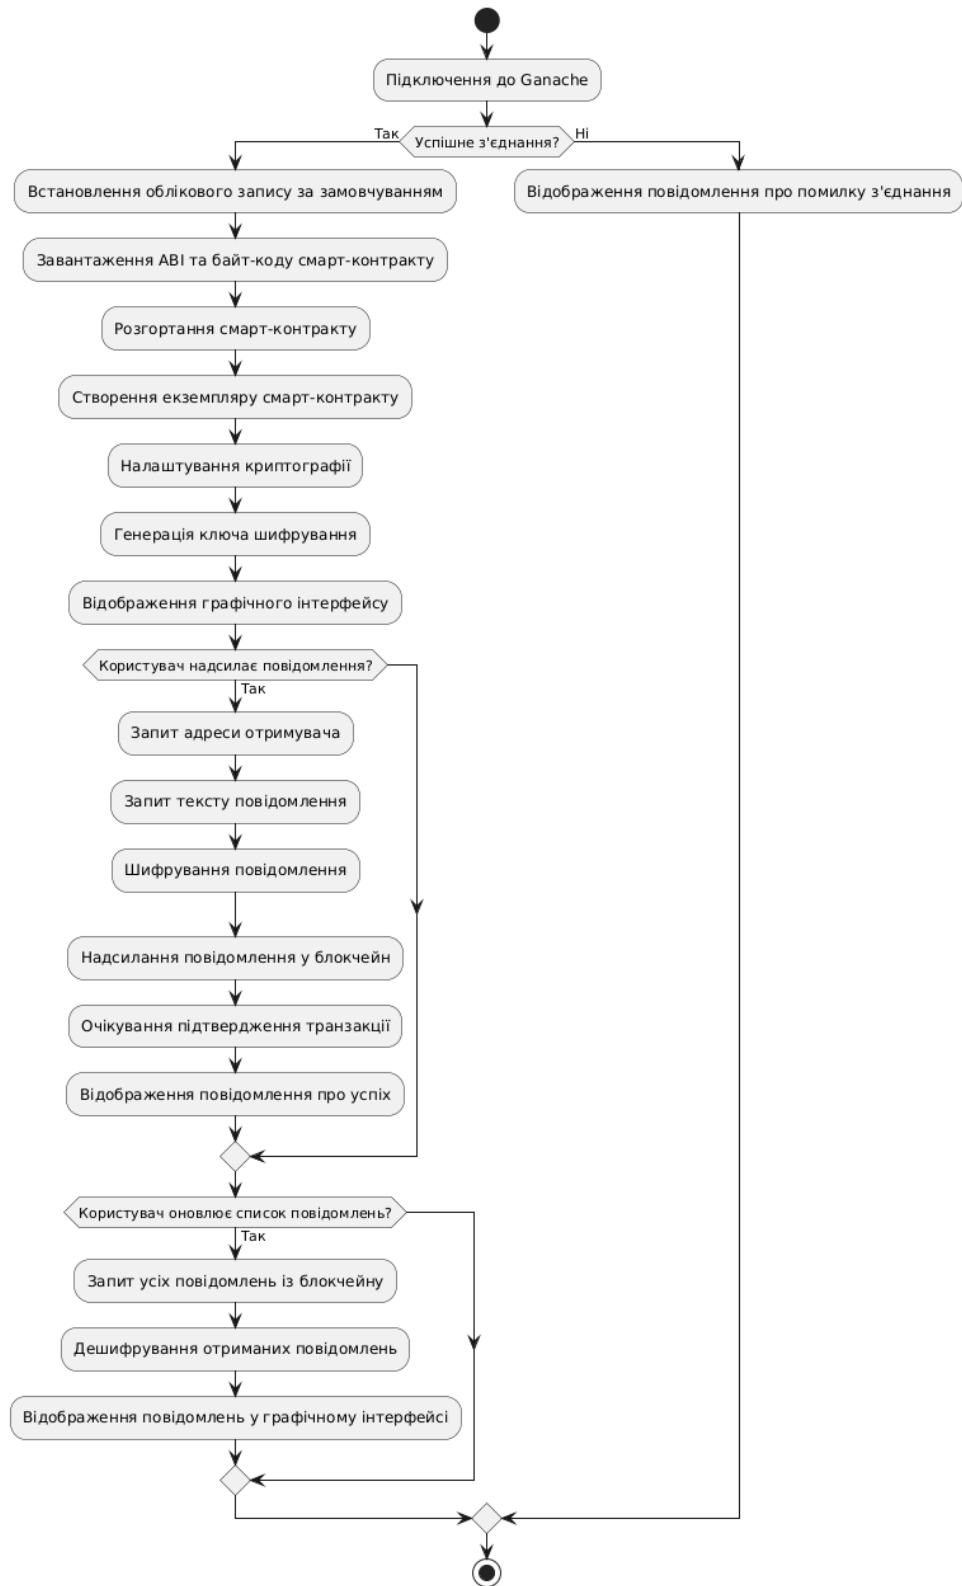 Підключення до Ganache
Так
Успішне з'єднання?
Ні
Встановлення облікового запису за замовчуванням
Відображення повідомлення про помилку з'єднання
Завантаження ABI та байт-коду смарт-контракту
Розгортання смарт-контракту
Створення екземпляру смарт-контракту
Налаштування криптографії
Генерація ключа шифрування
Відображення графічного інтерфейсу
Користувач надсилає повідомлення?
Так
Запит адреси отримувача
Запит тексту повідомлення
Шифрування повідомлення
Надсилання повідомлення у блокчейн
Очікування підтвердження транзакції
Відображення повідомлення про успіх
Користувач оновлює список повідомлень?
Так
Запит усіх повідомлень із блокчейну
Дешифрування отриманих повідомлень
Відображення повідомлень у графічному інтерфейсі